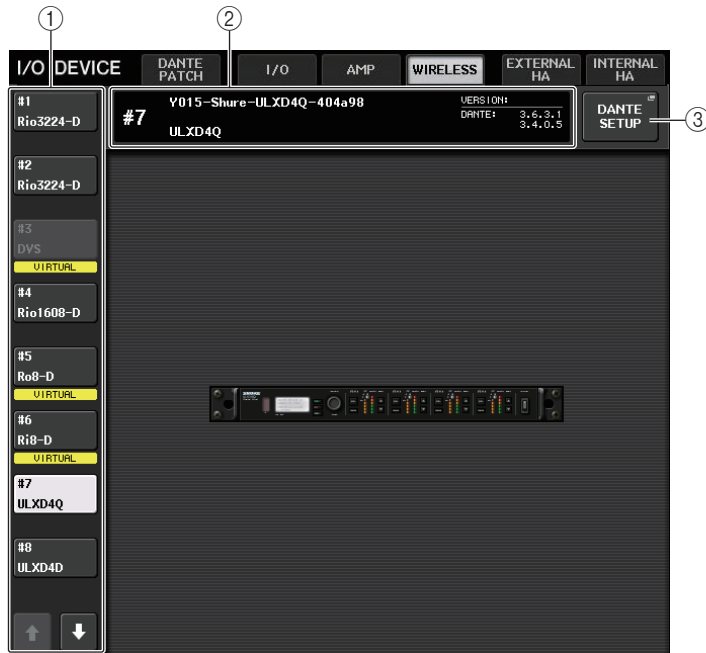 ① ② ③
I/O DEVICE
DANTE PATCH
I/O
AMP
WIRELESS
EXTERNAL HA
INTERNAL HA
#1
Rio3224-D
#2
Rio3224-D
#3
DVS
VIRTUAL
#4
Rio1608-D
#5
Ro8-D
VIRTUAL
#6
Ri8-D
VIRTUAL
#7
ULXD4Q
#8
ULXD4D
#7
Y015-Shure-ULXD4Q-404a98
ULXD4Q
VERSION:
DANTE: 3.6.3.1
3.4.0.5
DANTE SETUP